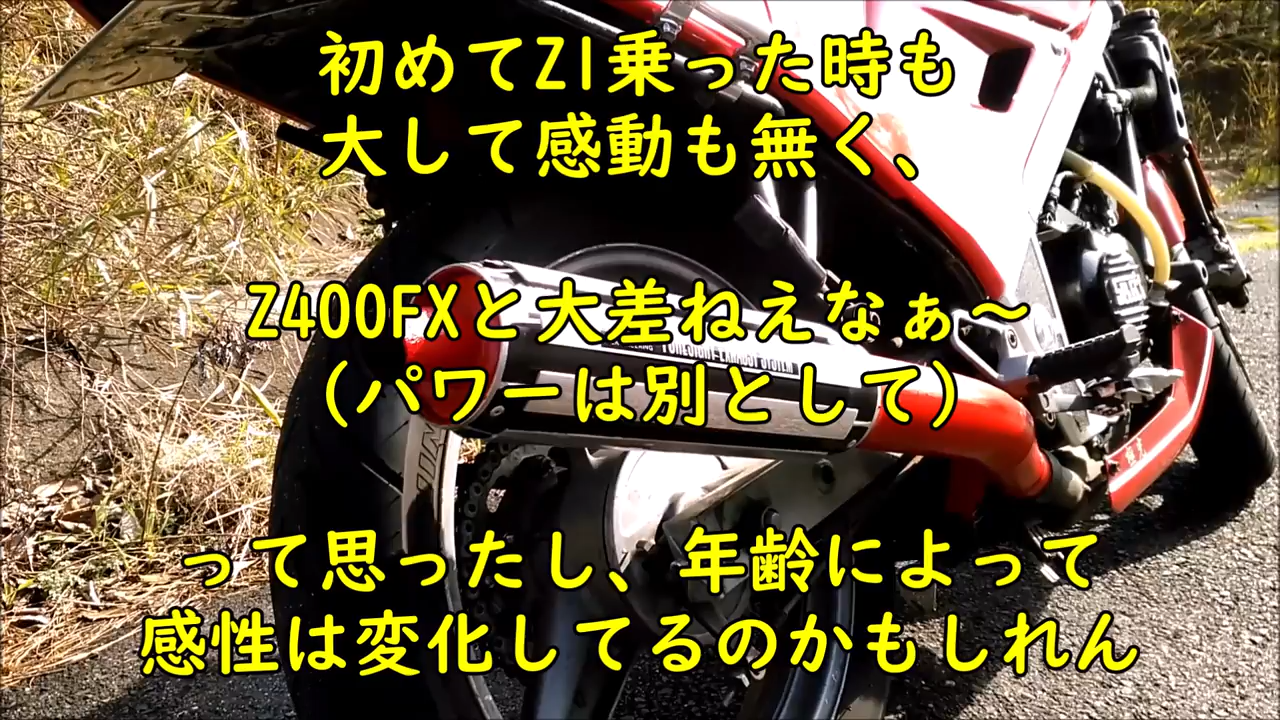 初めてZ1乗った時も
大して感動も無く、
Z400FXと大差ねえなぁ～
(パワーは別として)
って思ったし、年齢によって
感性は変化してるのかもしれん
FORESIGHT EXHAUST SYSTEM